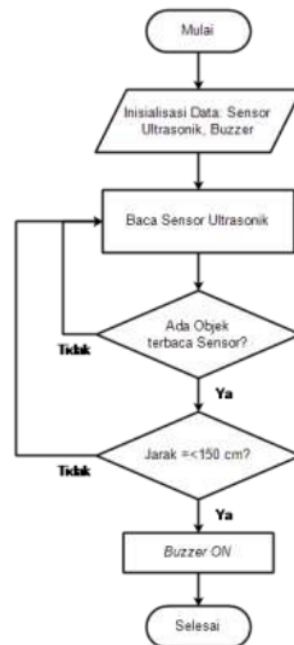 Mulai
Inisialisasi Data: Sensor
Ultrasonik, Buzzer
Baca Sensor Ultrasonik
Ada Objek
terbaca Sensor?
Tidak
Ya
Jarak =<150 cm?
Tidak
Ya
Buzzer ON
Selesai